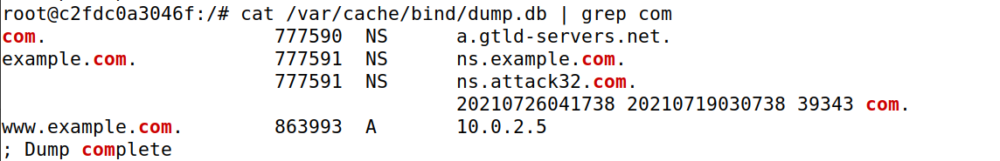 root@c2fdc0a3046f:/# cat /var/cache/bind/dump.db | grep com
com.                    777590  NS      a.gtld-servers.net.
example.com.            777591  NS      ns.example.com.
                        777591  NS      ns.attack32.com.
                                        20210726041738 20210719030738 39343 com.
www.example.com.        863993  A       10.0.2.5
; Dump complete